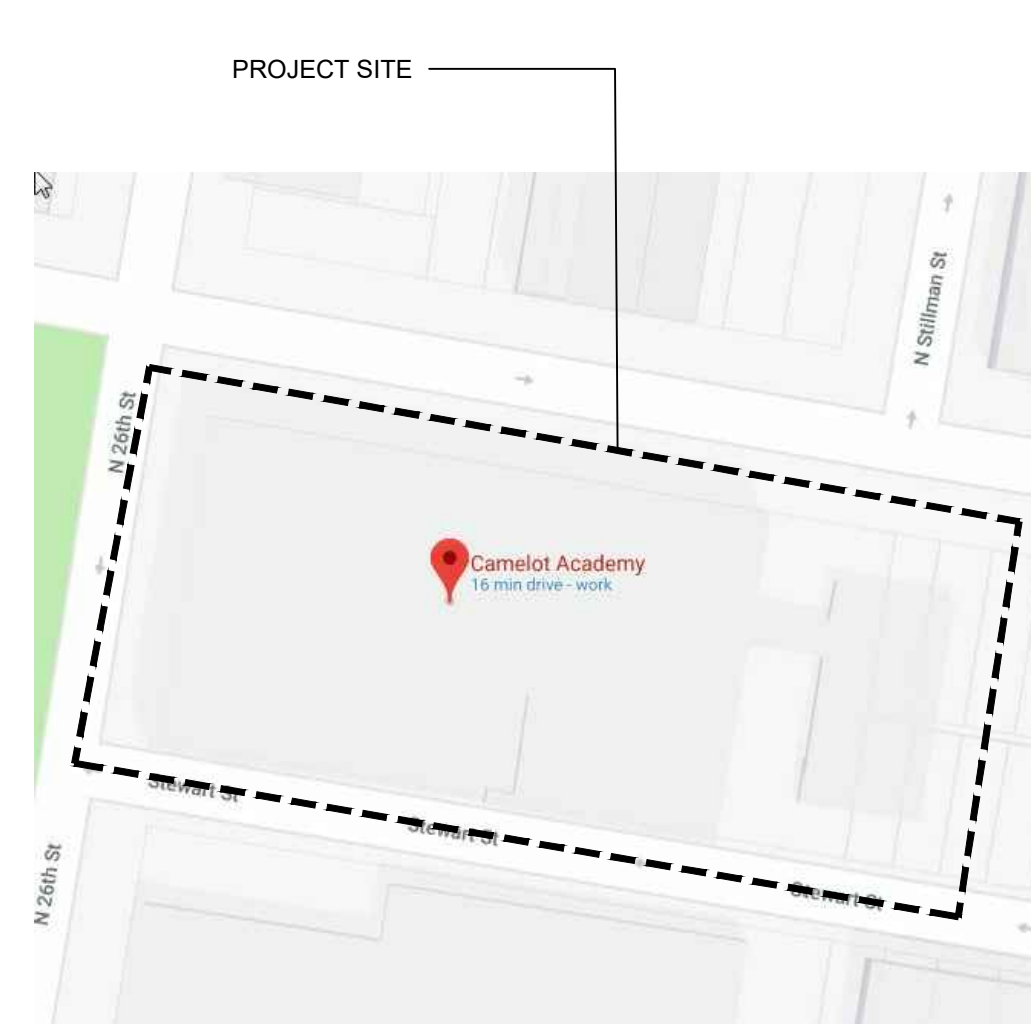 PROJECT SITE
N Stillman St
N 26th St
Camelot Academy
16 min drive - work
Stewart St
Stewart St
Stewart St
N 26th St